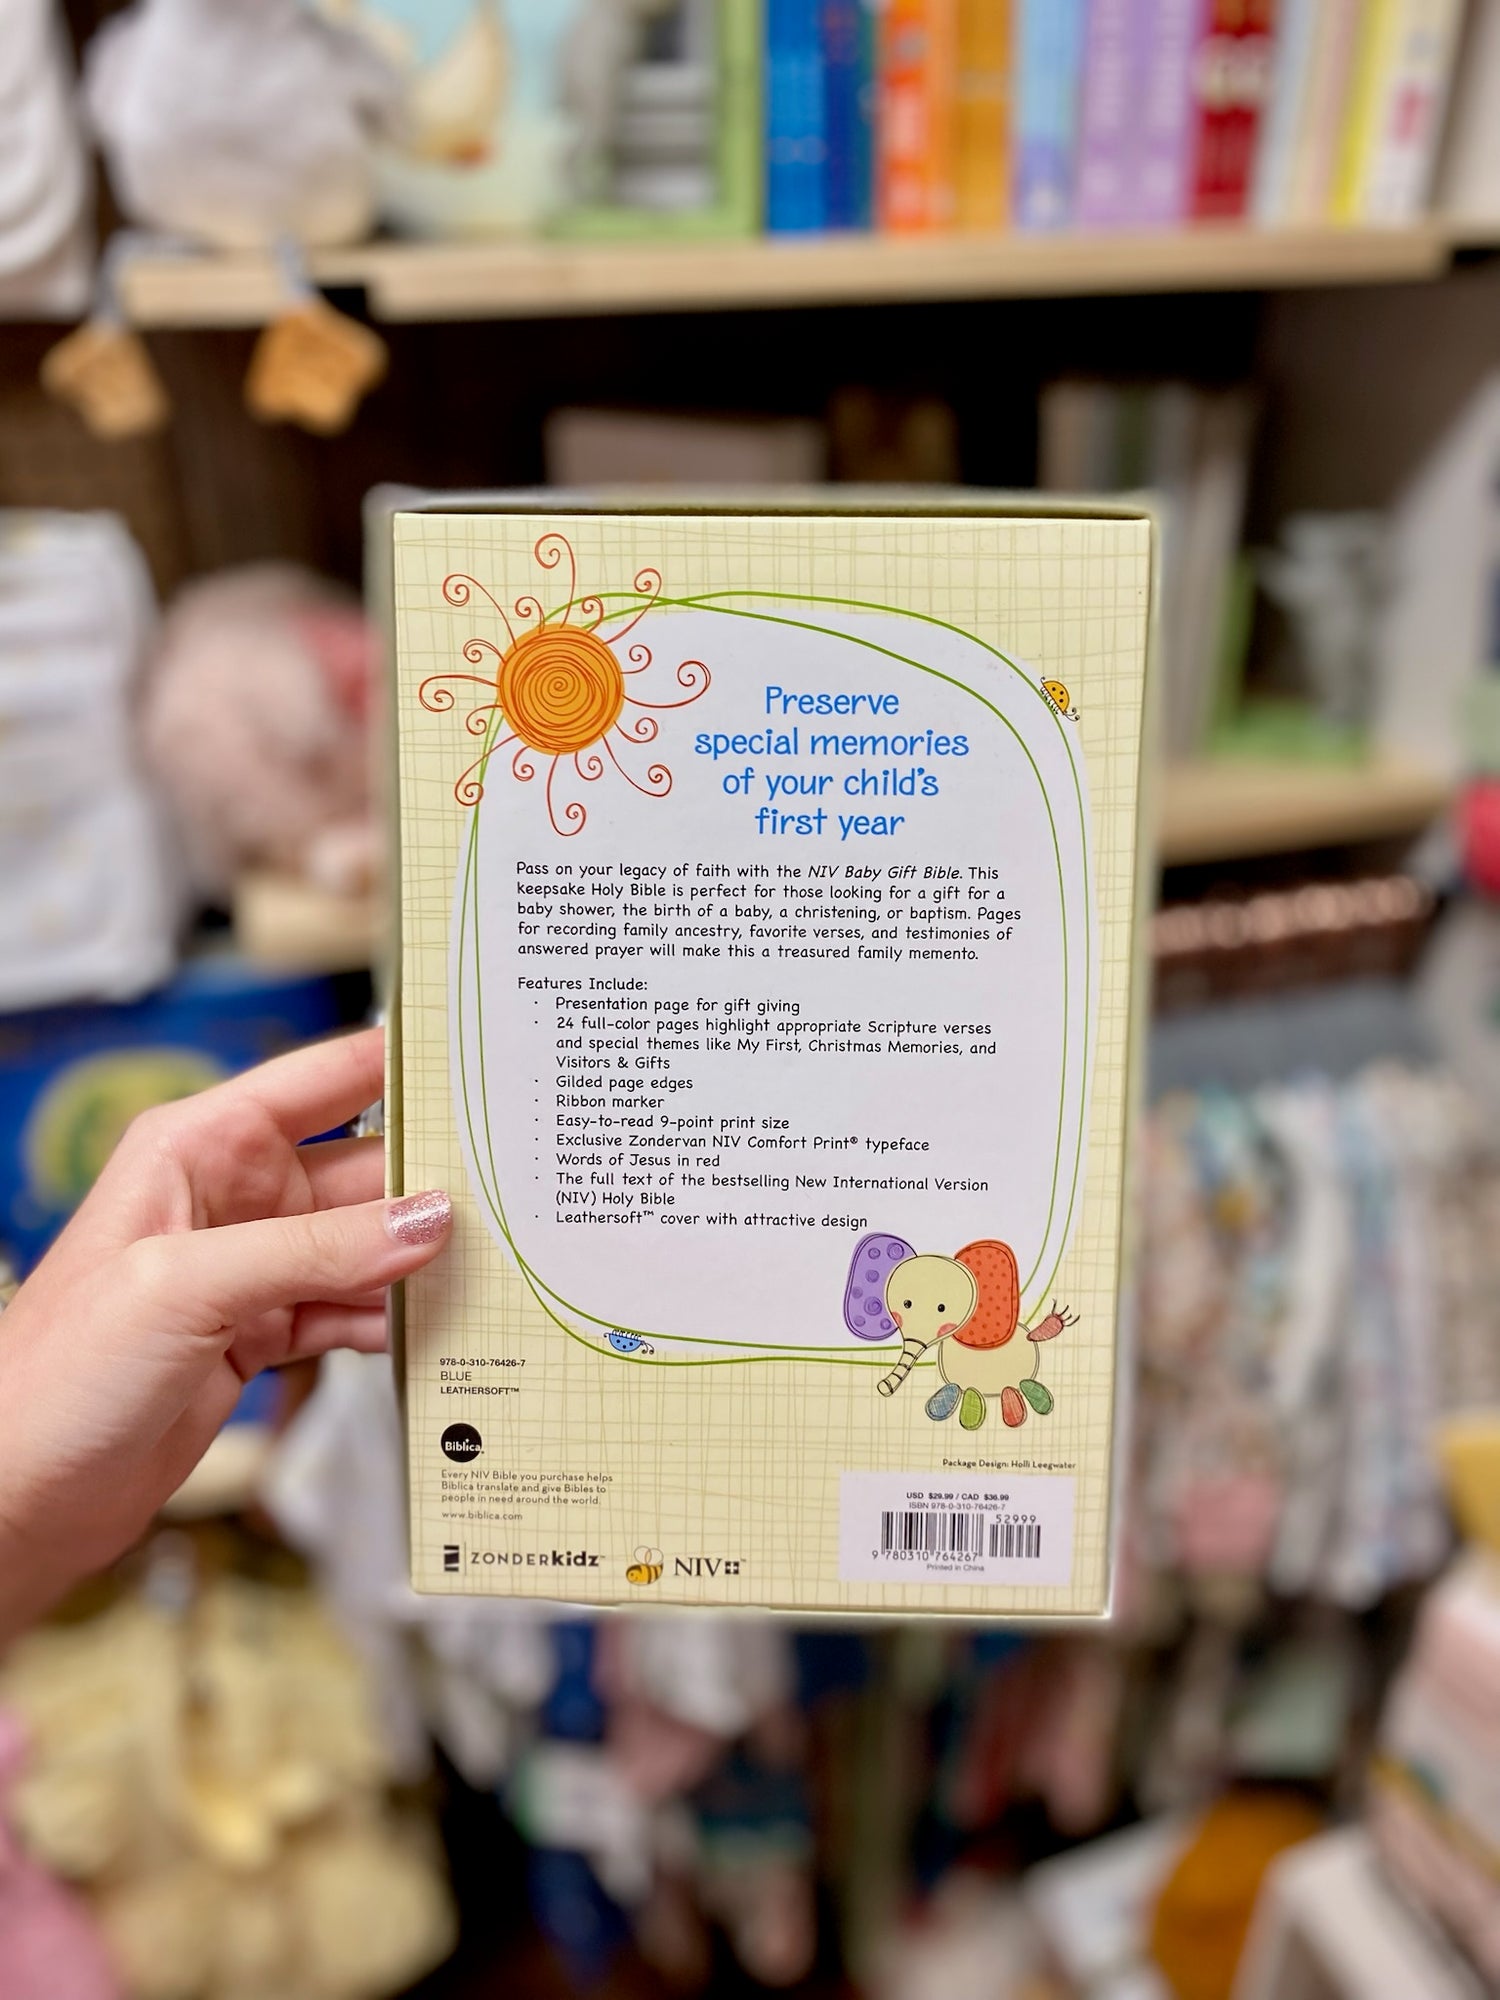 Preserve
special memories
of your child's
first year
Pass on your legacy of faith with the NIV Baby Gift Bible. This
keepsake Holy Bible is perfect for those looking for a gift for a
baby shower, the birth of a baby, a christening, or baptism. Pages
for recording family ancestry, favorite verses, and testimonies of
answered prayer will make this a treasured family memento.
Features Include:
· Presentation page for gift giving
· 24 full-color pages highlight appropriate Scripture verses
and special themes like My First, Christmas Memories, and
Visitors & Gifts
· Gilded page edges
· Ribbon marker
· Easy-to-read 9-point print size
· Exclusive Zondervan NIV Comfort Print® typeface
· Words of Jesus in red
· The full text of the bestselling New International Version
(NIV) Holy Bible
· Leathersoft™ cover with attractive design
978-0-310-76426-7
BLUE
LEATHERSOFT™
Biblica
Every NIV Bible you purchase helps
Biblica translate and give Bibles to
people in need around the world.
www.biblica.com
ZONDERkidz™
NIV™
Package Design: Holli Leegwater
USD $29.99 / CAD $36.99
ISBN 978-0-310-76426-7
52999
9 780310 764267
Printed in China